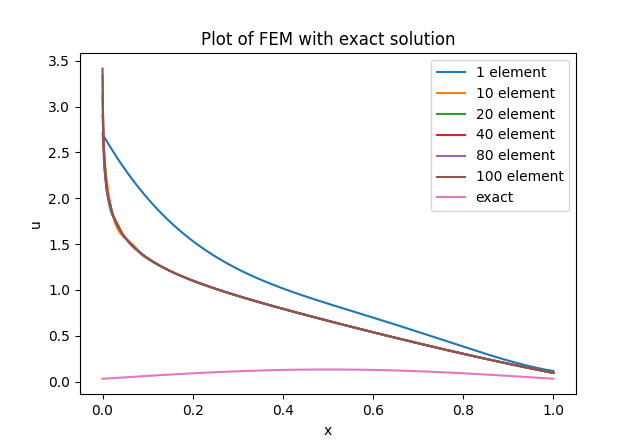 Plot of FEM with exact solution
3.5
3.0
2.5
2.0
1.5
1.0
0.5
0.0
u
1 element
10 element
20 element
40 element
80 element
100 element
exact
0.0 0.2 0.4 0.6 0.8 1.0
x